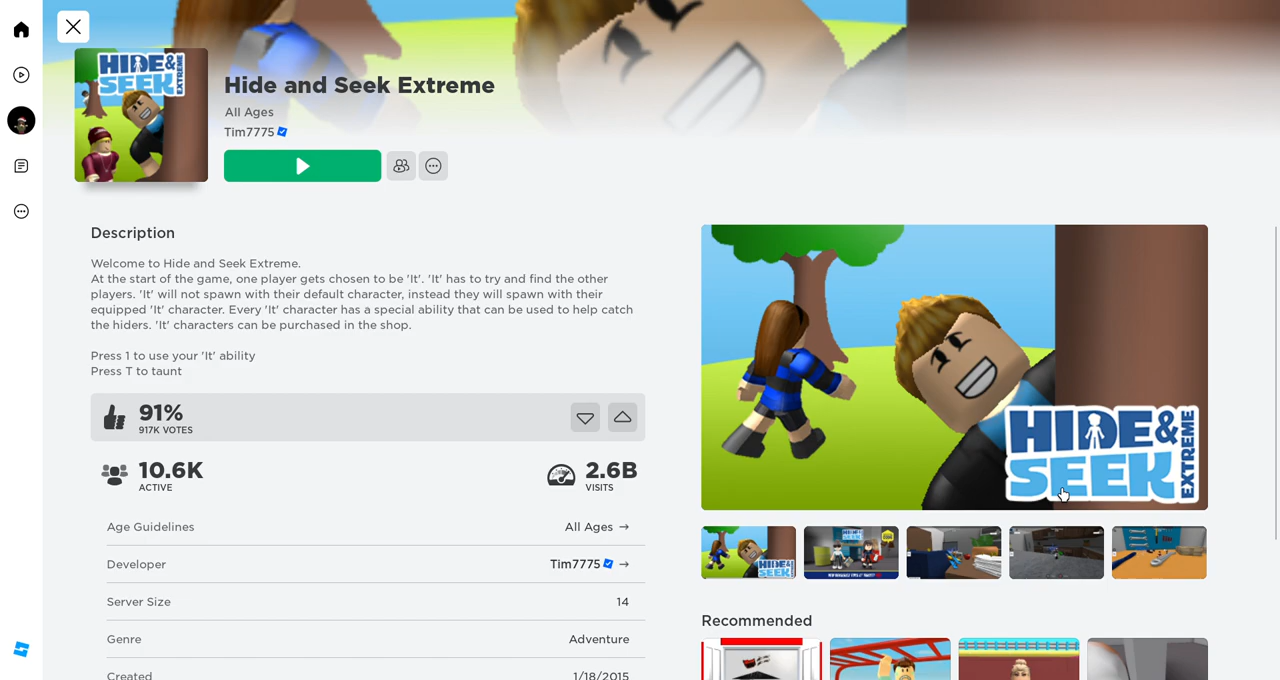 HIDE &
SEEK
EXTREME
Hide and Seek Extreme
All Ages
Tim7775
Description
Welcome to Hide and Seek Extreme.
At the start of the game, one player gets chosen to be 'It'. 'It' has to try and find the other
players. 'It' will not spawn with their default character, instead they will spawn with their
equipped 'It' character. Every 'It' character has a special ability that can be used to help catch
the hiders. 'It' characters can be purchased in the shop.
Press 1 to use your 'It' ability
Press T to taunt
91%
917K VOTES
10.6K
ACTIVE
2.6B
VISITS
Age Guidelines
All Ages →
Developer
Tim7775 →
Server Size
14
Genre
Adventure
Created
1/18/2015
HIDE &
SEEK
EXTREME
HIDE &
SEEK
Recommended